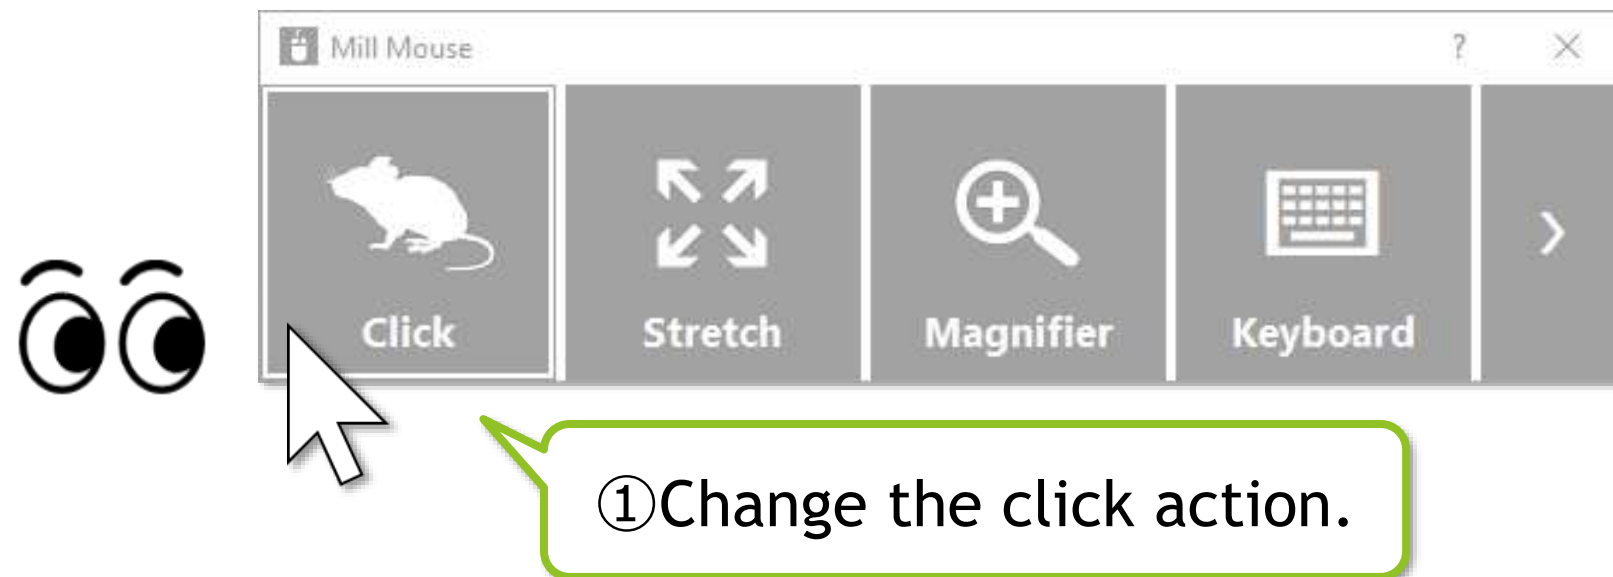 Mill Mouse ?
Click Stretch Magnifier Keyboard
①Change the click action.